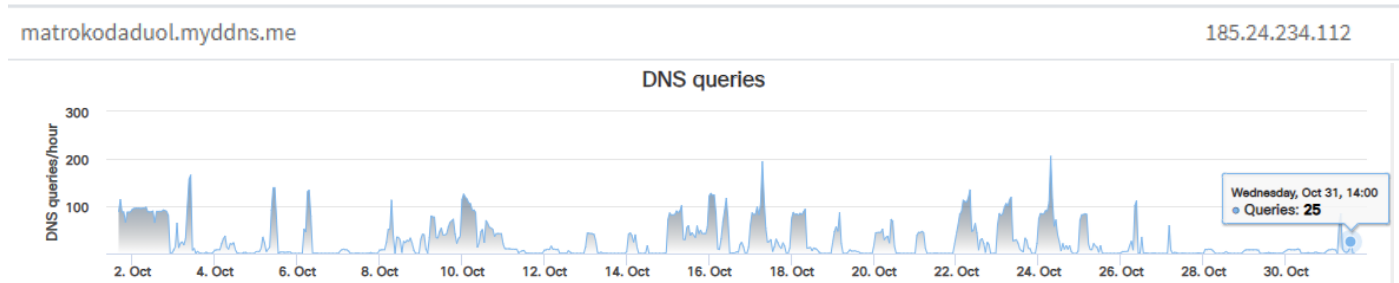 matrokodaduol.myddns.me 185.24.234.112
DNS queries
DNS queries/hour
300
200
100
Wednesday, Oct 31, 14:00
Queries: 25
2. Oct 4. Oct 6. Oct 8. Oct 10. Oct 12. Oct 14. Oct 16. Oct 18. Oct 20. Oct 22. Oct 24. Oct 26. Oct 28. Oct 30. Oct